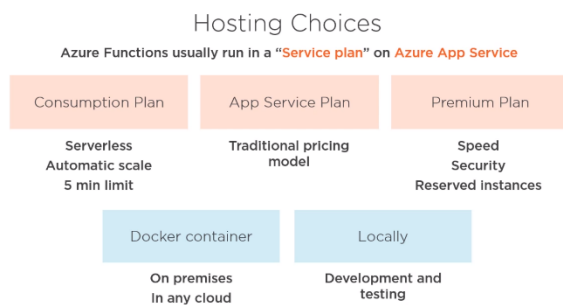 Hosting Choices
Azure Functions usually run in a “Service plan” on Azure App Service
Consumption Plan
Serverless
Automatic scale
5 min limit
App Service Plan
Traditional pricing
model
Premium Plan
Speed
Security
Reserved instances
Docker container
On premises
In any cloud
Locally
Development and
testing